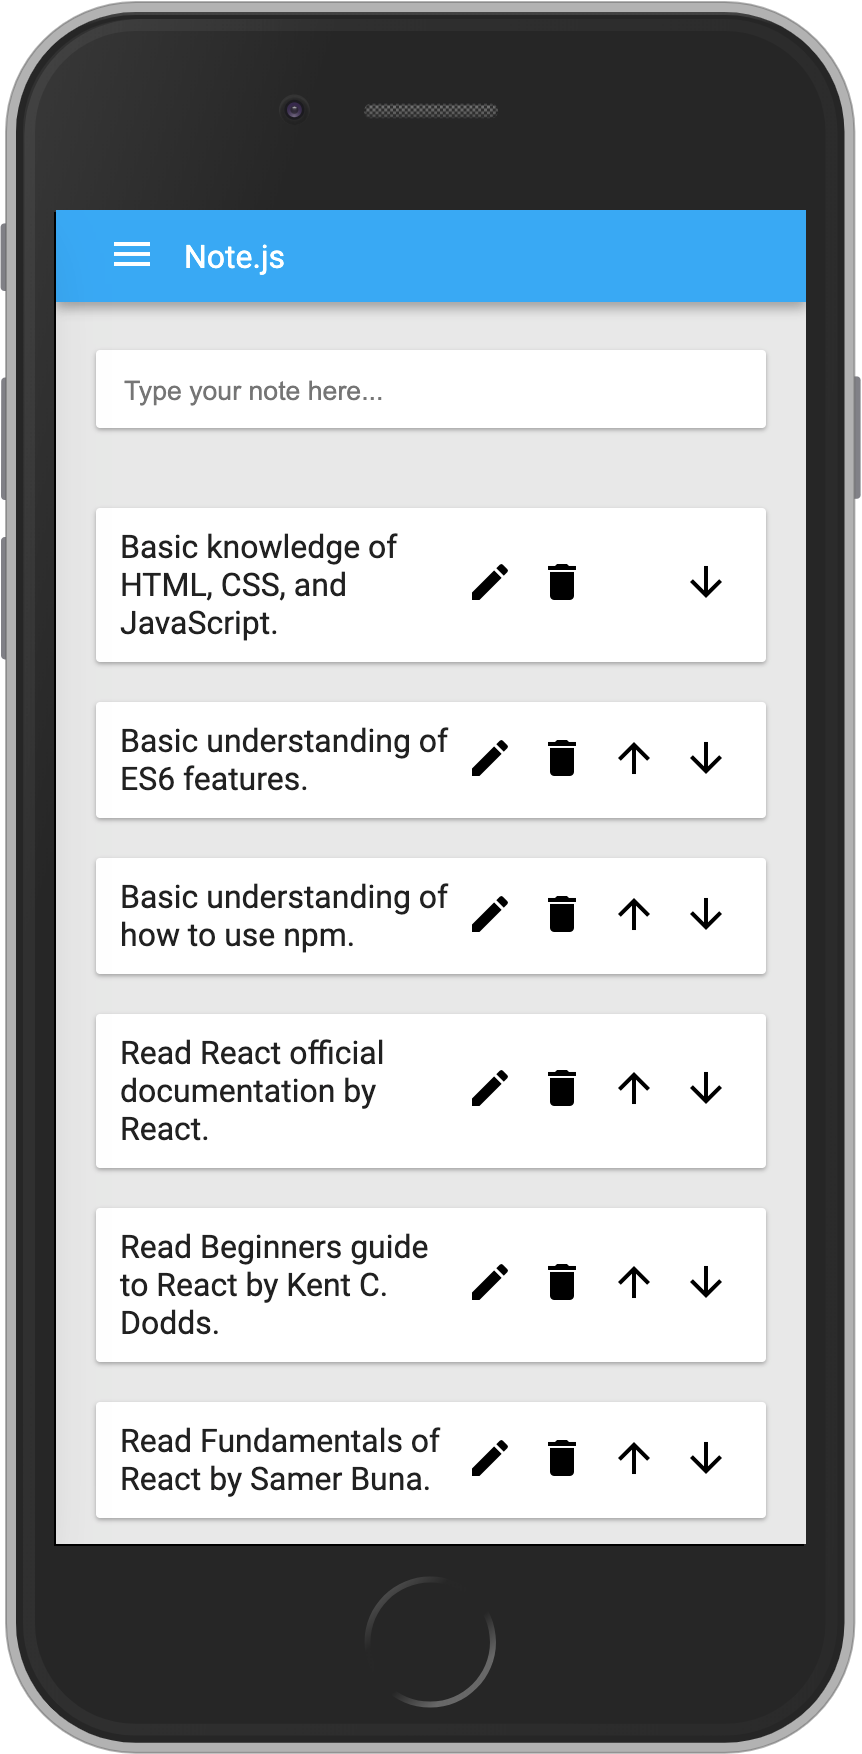 Note.js
Type your note here...
Basic knowledge of
HTML, CSS, and
JavaScript.
Basic understanding of
ES6 features.
Basic understanding of
how to use npm.
Read React official
documentation by
React.
Read Beginners guide
to React by Kent C.
Dodds.
Read Fundamentals of
React by Samer Buna.